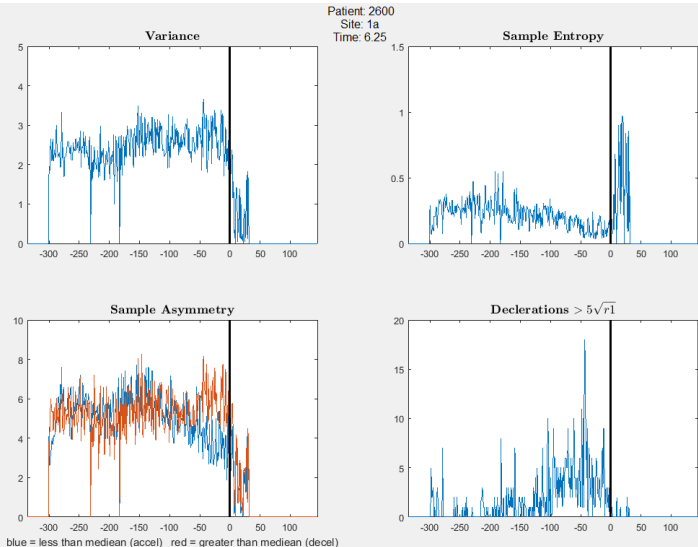 Patient: 2600
Site: 1a
Time: 6.25
Variance
5
4
3
2
1
0
-300 -250 -200 -150 -100 -50 0 50 100
Sample Entropy
1.5
1
0.5
0
-300 -250 -200 -150 -100 -50 0 50 100
Sample Asymmetry
10
8
6
4
2
0
-300 -250 -200 -150 -100 -50 0 50 100
blue = less than mediean (accel) red = greater than mediean (decel)
Declerations > 5√r1
20
15
10
5
0
-300 -250 -200 -150 -100 -50 0 50 100